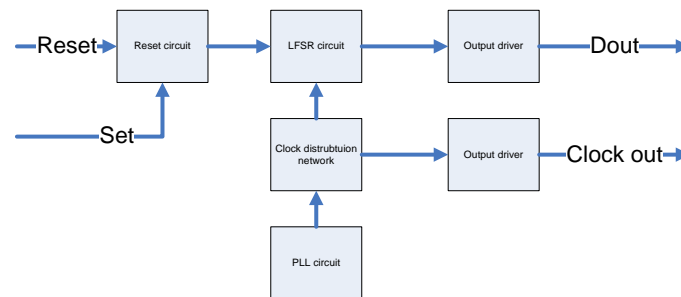 Reset
Reset circuit
LFSR circuit
Output driver
Dout
Set
Clock distrubtuion
network
Output driver
Clock out
PLL circuit